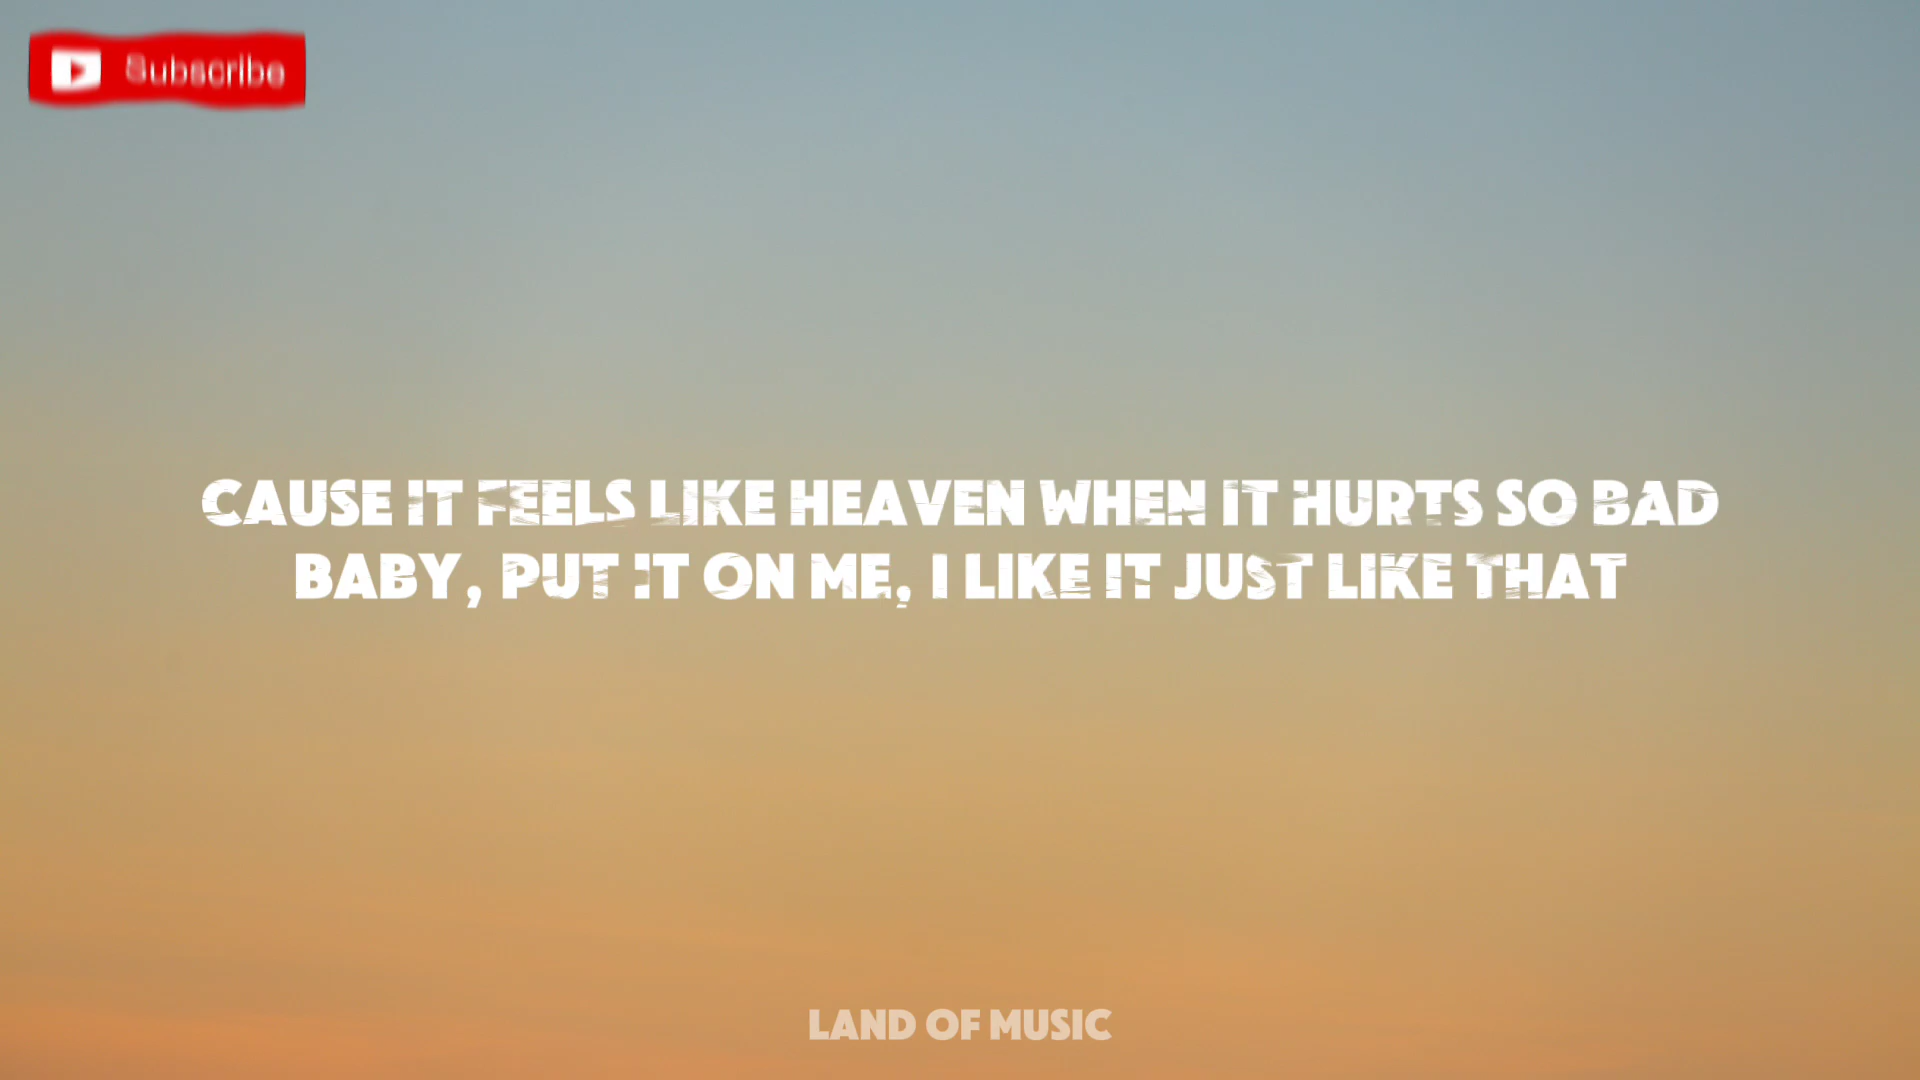 Subscribe
CAUSE IT FEELS LIKE HEAVEN WHEN IT HURTS SO BAD
BABY, PUT IT ON ME, I LIKE IT JUST LIKE THAT
LAND OF MUSIC